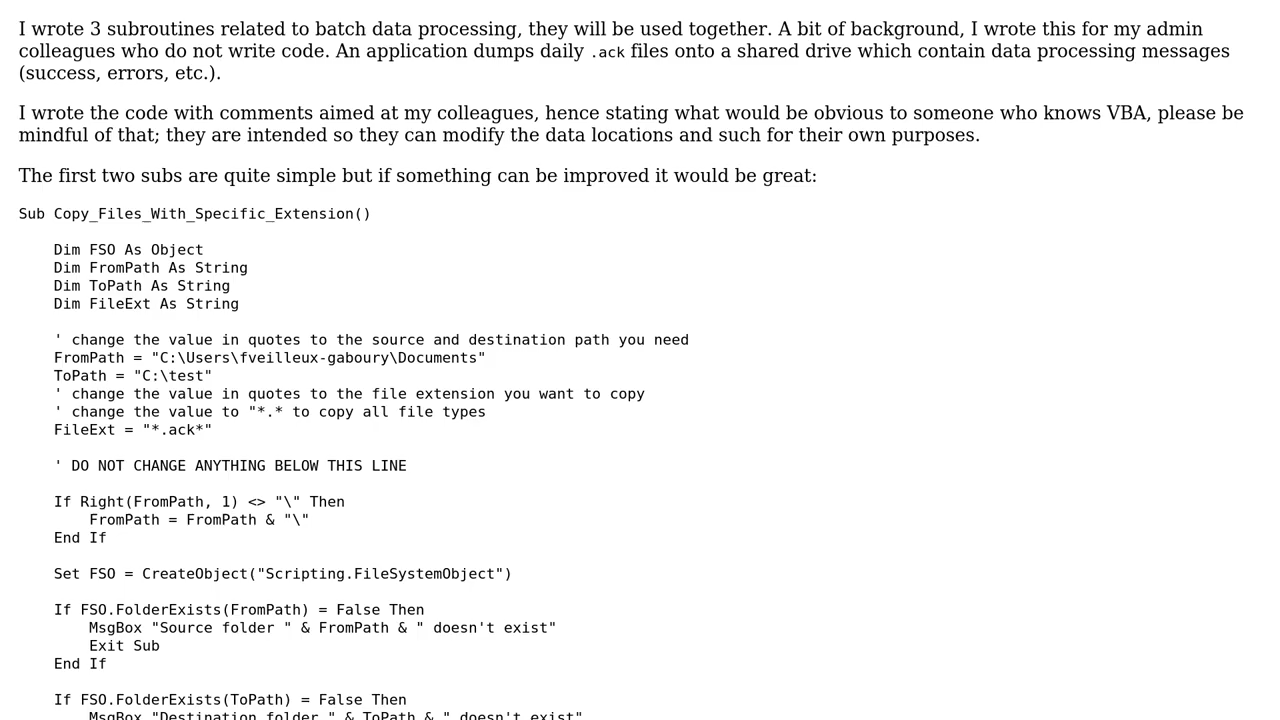 I wrote 3 subroutines related to batch data processing, they will be used together. A bit of background, I wrote this for my admin
colleagues who do not write code. An application dumps daily .ack files onto a shared drive which contain data processing messages
(success, errors, etc.).
I wrote the code with comments aimed at my colleagues, hence stating what would be obvious to someone who knows VBA, please be
mindful of that; they are intended so they can modify the data locations and such for their own purposes.
The first two subs are quite simple but if something can be improved it would be great:
Sub Copy_Files_With_Specific_Extension()
    Dim FSO As Object
    Dim FromPath As String
    Dim ToPath As String
    Dim FileExt As String
    ' change the value in quotes to the source and destination path you need
    FromPath = "C:\Users\fveilleux-gaboury\Documents"
    ToPath = "C:\test"
    ' change the value in quotes to the file extension you want to copy
    ' change the value to "*.* to copy all file types
    FileExt = "*.ack*"
    ' DO NOT CHANGE ANYTHING BELOW THIS LINE
    If Right(FromPath, 1) <> "\" Then
        FromPath = FromPath & "\"
    End If
    Set FSO = CreateObject("Scripting.FileSystemObject")
    If FSO.FolderExists(FromPath) = False Then
        MsgBox "Source folder " & FromPath & " doesn't exist"
        Exit Sub
    End If
    If FSO.FolderExists(ToPath) = False Then
        MsgBox "Destination folder " & ToPath & " doesn't exist"